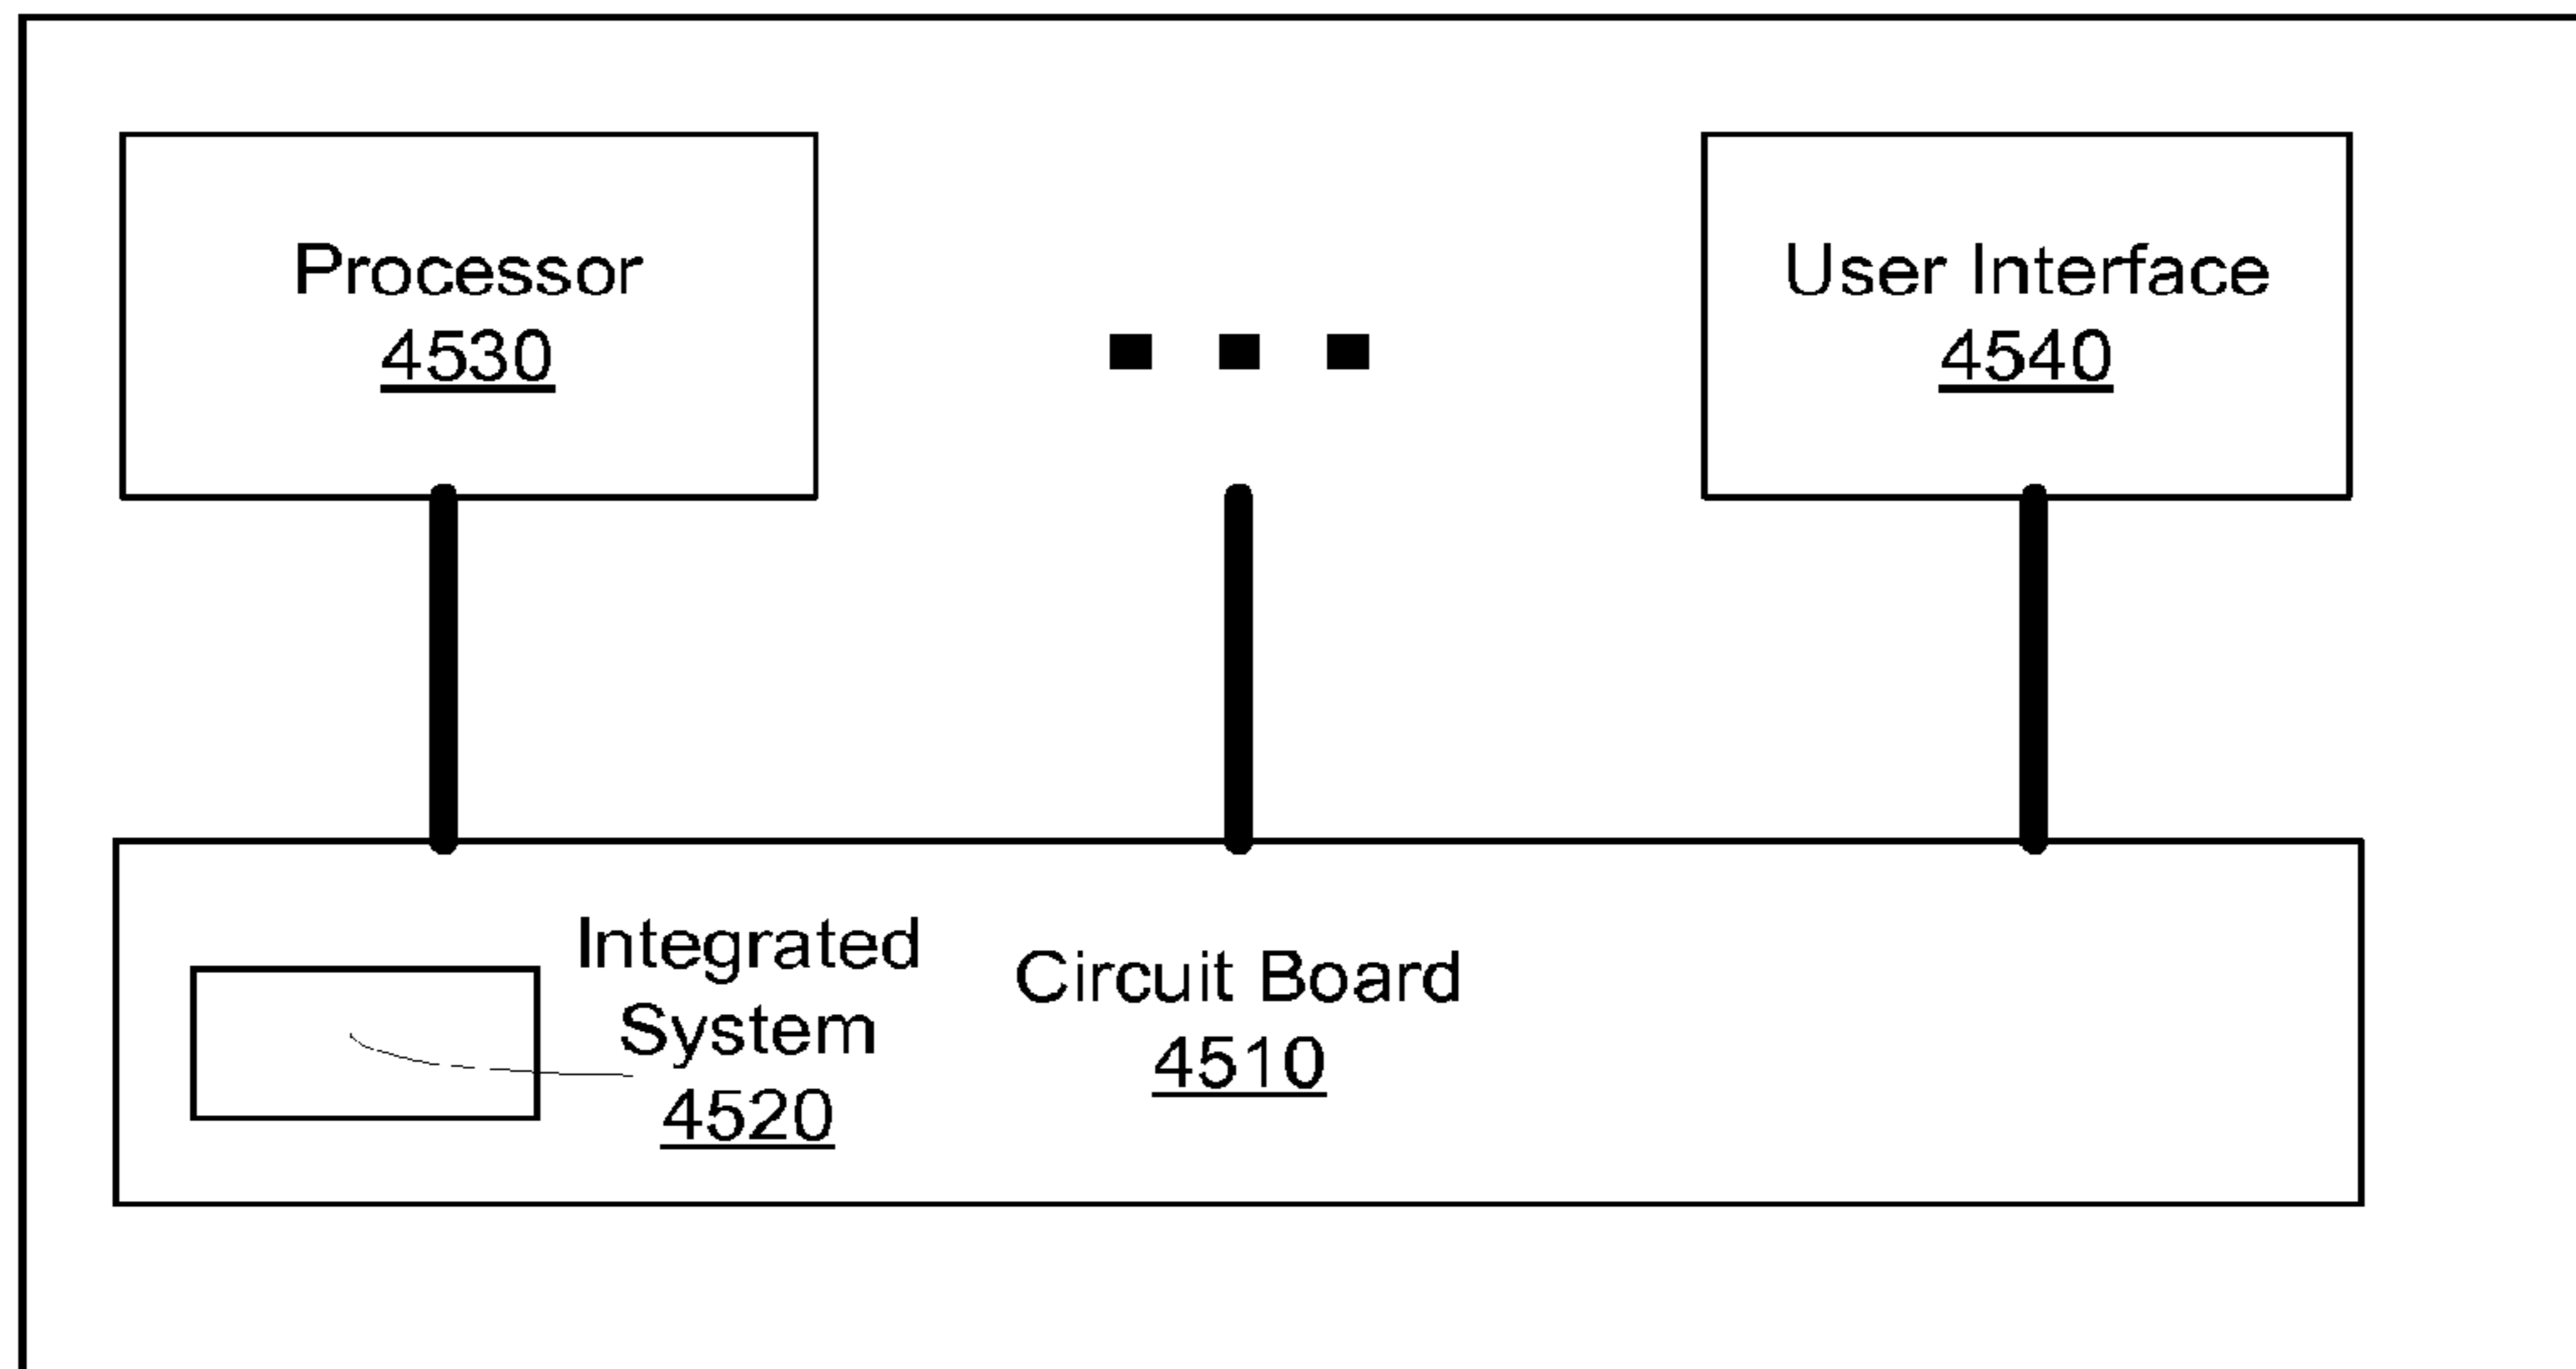 Processor
4530
User Interface
4540
Integrated
System
4520
Circuit Board
4510